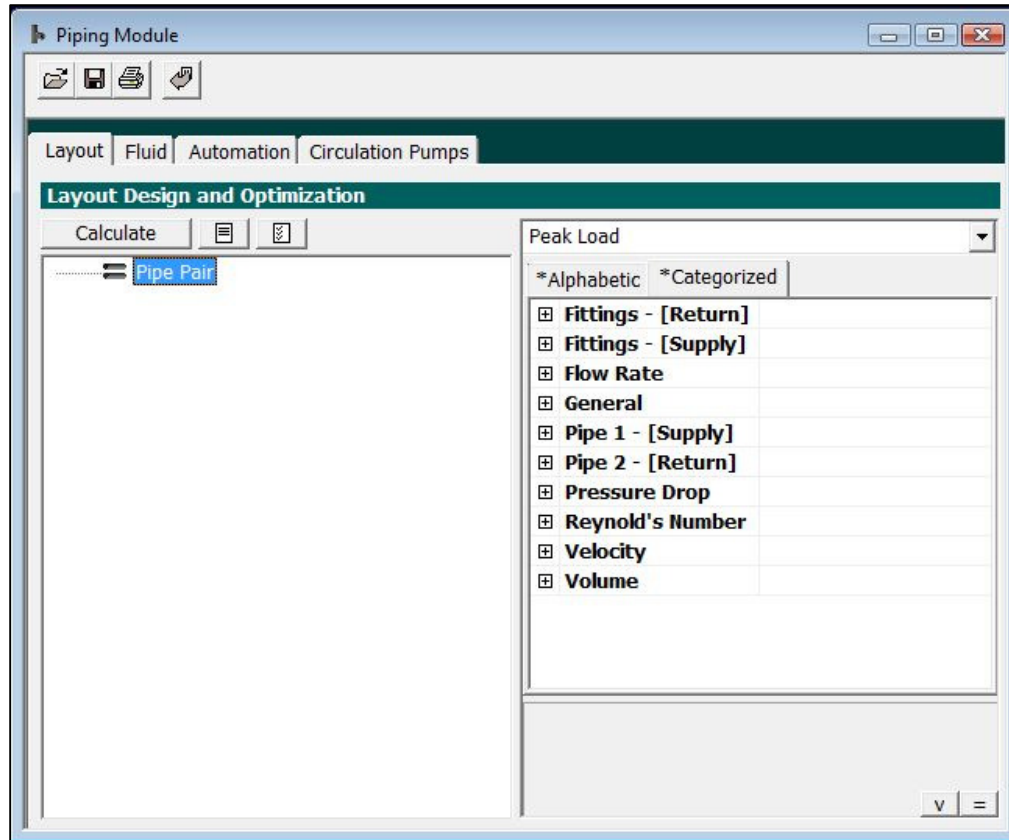 Piping Module
Layout Fluid Automation Circulation Pumps
Layout Design and Optimization
Calculate
Pipe Pair
Peak Load
*Alphabetic *Categorized
Fittings - [Return]
Fittings - [Supply]
Flow Rate
General
Pipe 1 - [Supply]
Pipe 2 - [Return]
Pressure Drop
Reynold's Number
Velocity
Volume
v =